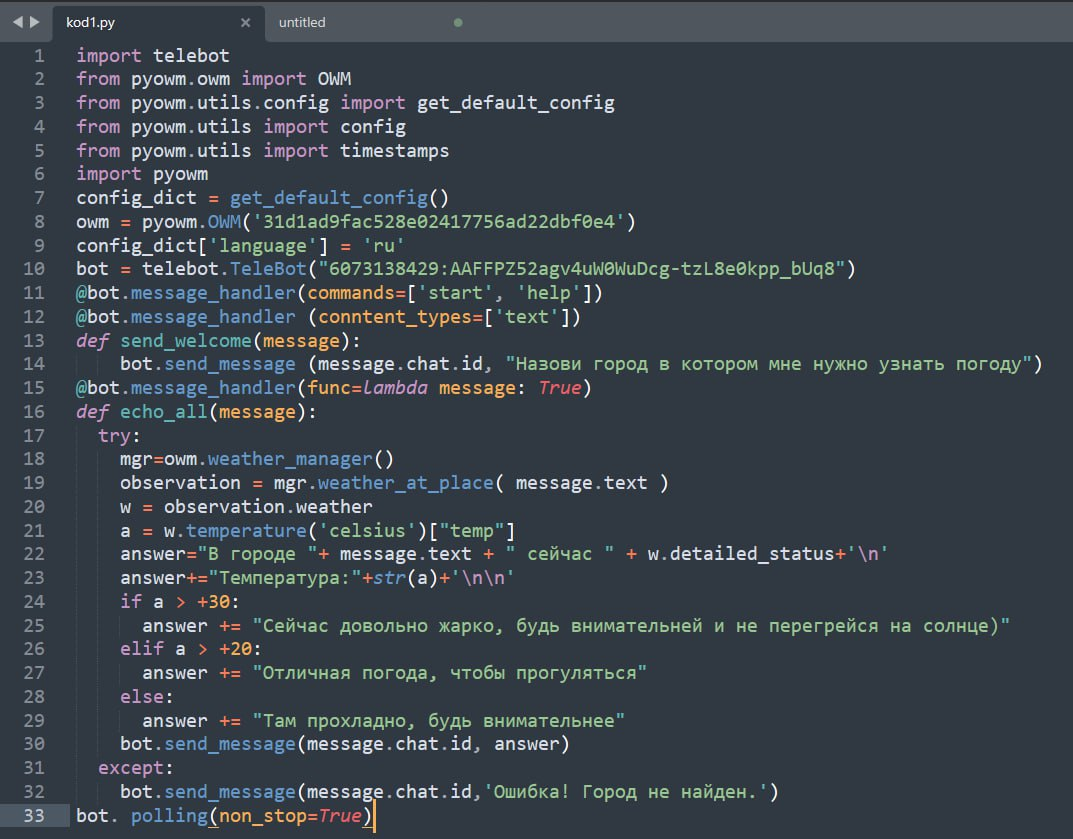 kod1.py × untitled
1 import telebot
2 from pyowm.owm import OWM
3 from pyowm.utils.config import get_default_config
4 from pyowm.utils import config
5 from pyowm.utils import timestamps
6 import pyowm
7 config_dict = get_default_config()
8 owm = pyowm.OWM('31d1ad9fac528e02417756ad22dbf0e4')
9 config_dict['language'] = 'ru'
10 bot = telebot.TeleBot("6073138429:AAFFPZ52agv4uW0WuDcg-tzL8e0kpp_bUq8")
11 @bot.message_handler(commands=['start', 'help'])
12 @bot.message_handler (conntent_types=['text'])
13 def send_welcome(message):
14     bot.send_message (message.chat.id, "Назови город в котором мне нужно узнать погоду")
15 @bot.message_handler(func=lambda message: True)
16 def echo_all(message):
17   try:
18     mgr=owm.weather_manager()
19     observation = mgr.weather_at_place( message.text )
20     w = observation.weather
21     a = w.temperature('celsius')["temp"]
22     answer="В городе "+ message.text + " сейчас " + w.detailed_status+'\n'
23     answer+="Температура:"+str(a)+'\n\n'
24     if a > +30:
25       answer += "Сейчас довольно жарко, будь внимательней и не перегрейся на солнце)"
26     elif a > +20:
27       answer += "Отличная погода, чтобы прогуляться"
28     else:
29       answer += "Там прохладно, будь внимательнее"
30     bot.send_message(message.chat.id, answer)
31   except:
32     bot.send_message(message.chat.id,'Ошибка! Город не найден.')
33 bot. polling(non_stop=True)